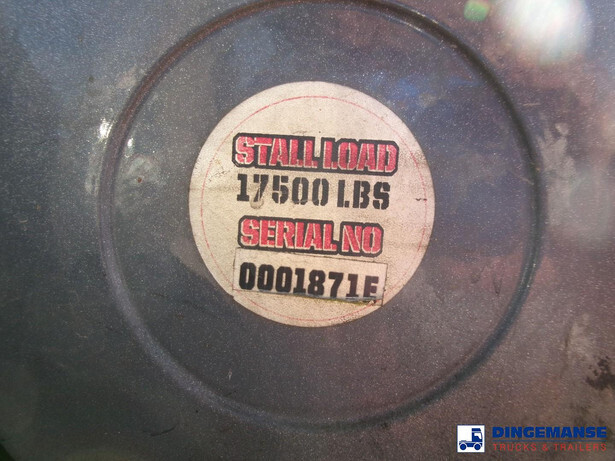 STALL LOAD
17500 LBS
SERIAL NO
0001871E
DINGEMANSE
TRUCKS & TRAILERS